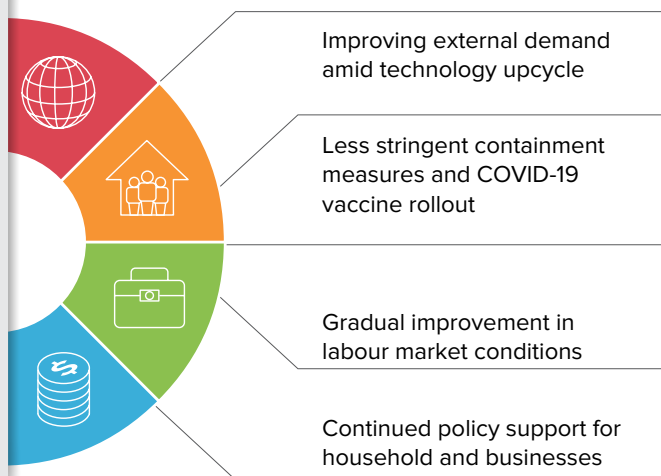 Improving external demand
amid technology upcycle
Less stringent containment
measures and COVID-19
vaccine rollout
Gradual improvement in
labour market conditions
Continued policy support for
household and businesses
$